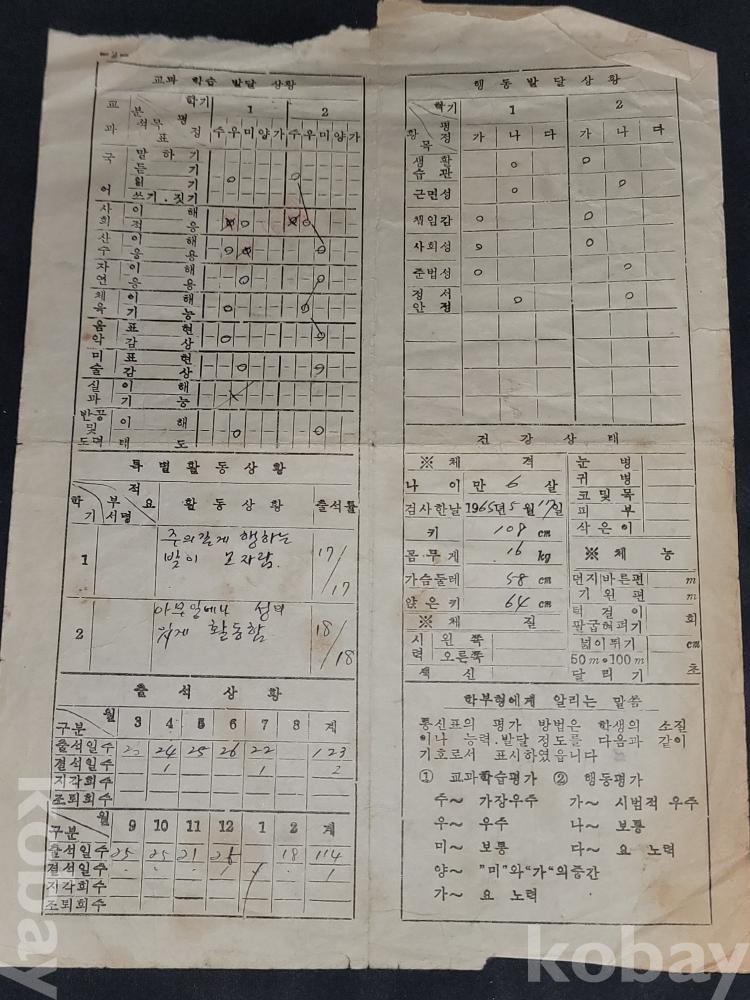 -2-
교과 학습 발달 상황
교과 분석목표 학기 평점 1 2
수 우 미 양 가 수 우 미 양 가
국어 말하기
듣기
읽기
쓰기.짓기
사회 이해
적응
산수 이해
응용
자연 이해
응용
체육 이해
기능
음악 표현
감상
미술 표현
감상
실과 이해
기능
반공및도덕 이해
태도
특별활동상황
학기 부서명 적요 활동상황 출석률
1 주의깊게 행하는
발이 모자람. 17/17
2 아무일에나
활동함 18/18
출석상황
구분 월 3 4 5 6 7 8 계
출석일수 22 24 25 26 22 123
결석일수 1 1 2
지각회수
조퇴회수
구분 월 9 10 11 12 1 2 계
출석일수 25 25 21 18 114
결석일수 1 1
지각회수
조퇴회수
행동발달상황
학기 평정 황목 1 2
가 나 다 가 나 다
생활습관
근면성
책임감
사회성
준법성
정서안정
건강상태
※체격
나이 만 6 살
검사한날 1965년 5월 17일
키 108 cm
몸무게 16 kg
가슴둘레 58 cm
앉은키 64 cm
※체질
시력 왼쪽
오른쪽
색신
눈병
귀병
코및목
피부
삭은이
※체능
던지바른편 m
기왼편 m
턱걸이
팔굽혀펴기 회
넓이뛰기 cm
50m•100m
달리기 초
학부형에게 알리는 말씀
통신표의 평가 방법은 학생의 소질
이나 능력.발달 정도를 다음과 같이
기호로서 표시하였읍니다
① 교과학습평가 ② 행동평가
수~ 가장우수 가~ 시범적 우수
우~ 우수 나~ 보통
미~ 보통 다~ 요 노력
양~ "미"와"가"의중간
가~ 요 노력
kobay
kobay